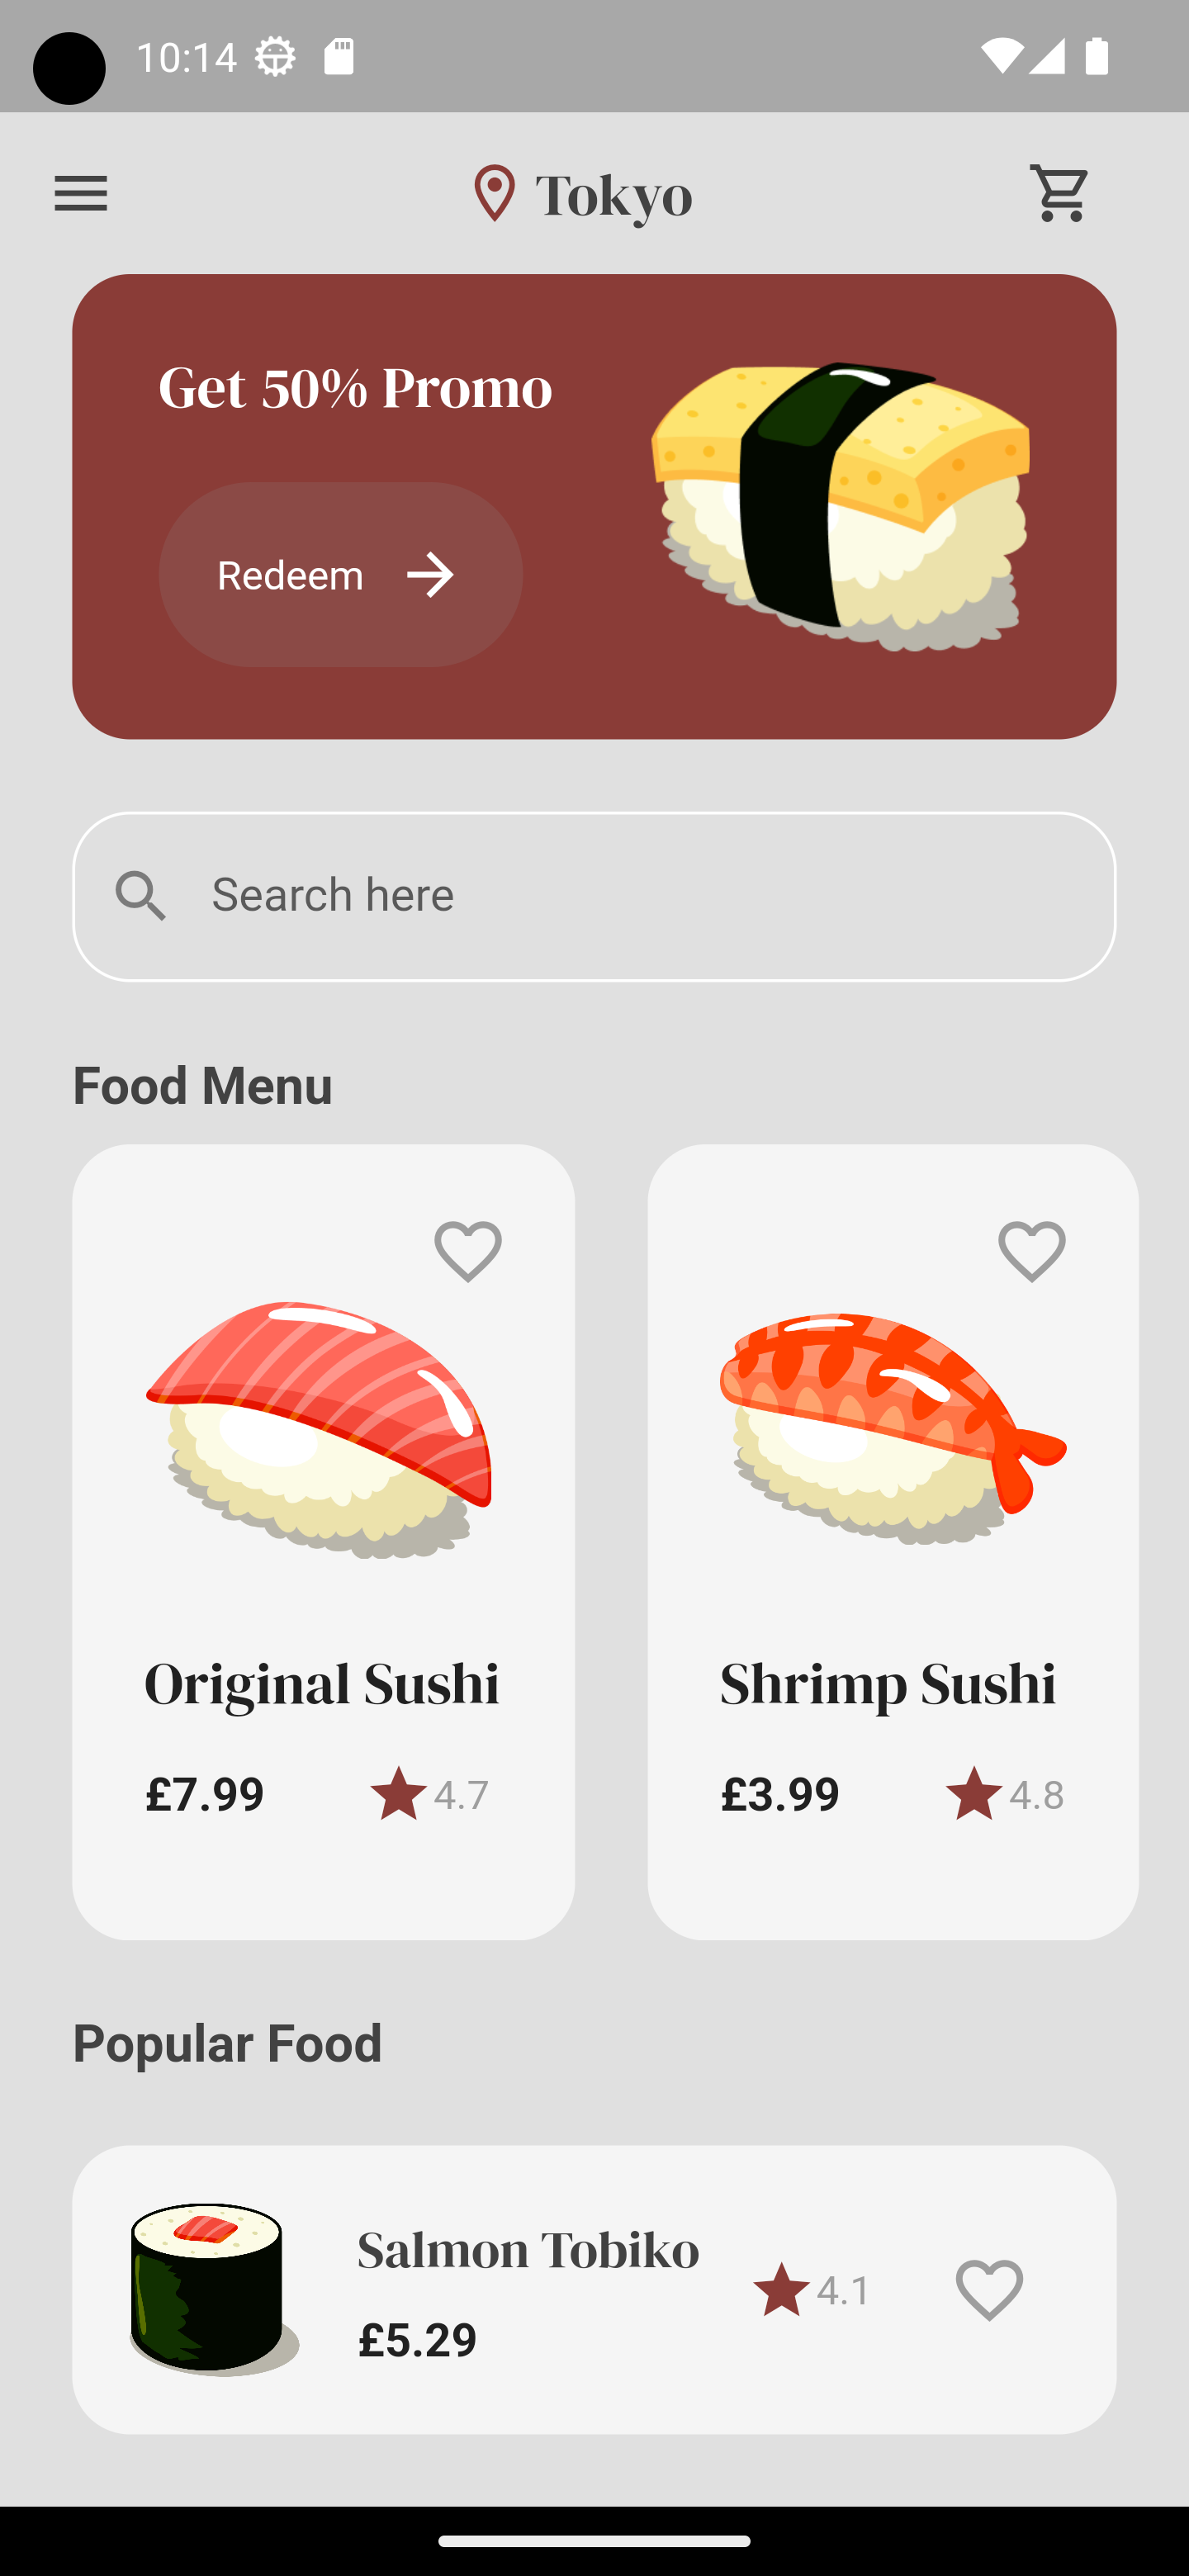 10:14
Tokyo
Get 50% Promo
Redeem
Search here
Food Menu
Original Sushi
£7.99
4.7
Shrimp Sushi
£3.99
4.8
Popular Food
Salmon Tobiko
£5.29
4.1